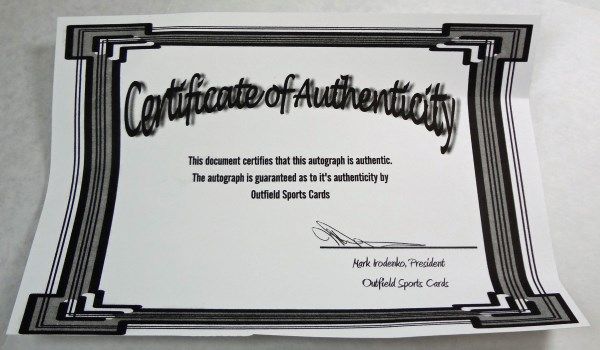 Certificate of Authenticity
This document certifies that this autograph is authentic.
The autograph is guaranteed as to it's authenticity by
Outfield Sports Cards
Mark Irodenko, President
Outfield Sports Cards